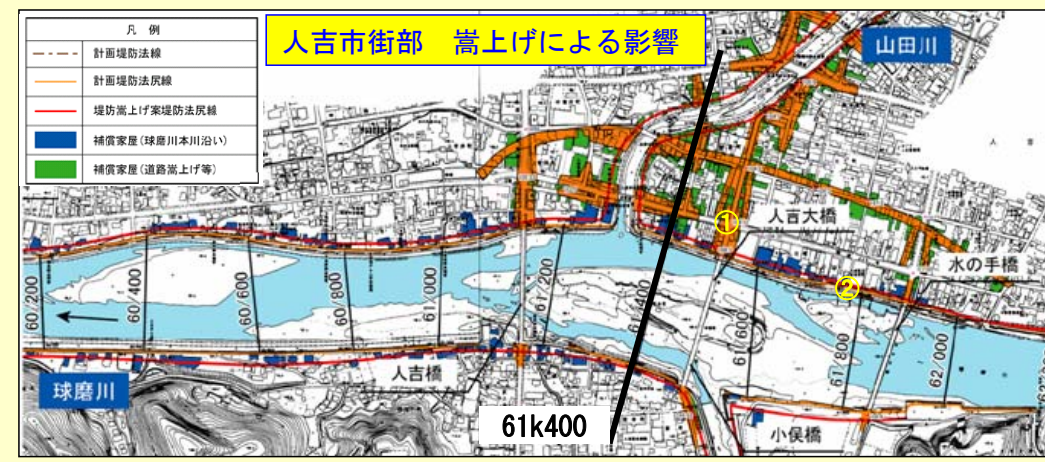 凡 例
計画堤防法線
計画堤防法尻線
堤防嵩上げ案堤防法尻線
補償家屋(球磨川本川沿い)
補償家屋(道路嵩上げ等)
人吉市街部 嵩上げによる影響
山田川
①
人吉大橋
水の手橋
②
60/200
60/400
60/600
60/800
61/000
61/200
61/600
61/800
62/000
人吉橋
球磨川
61k400
小俣橋